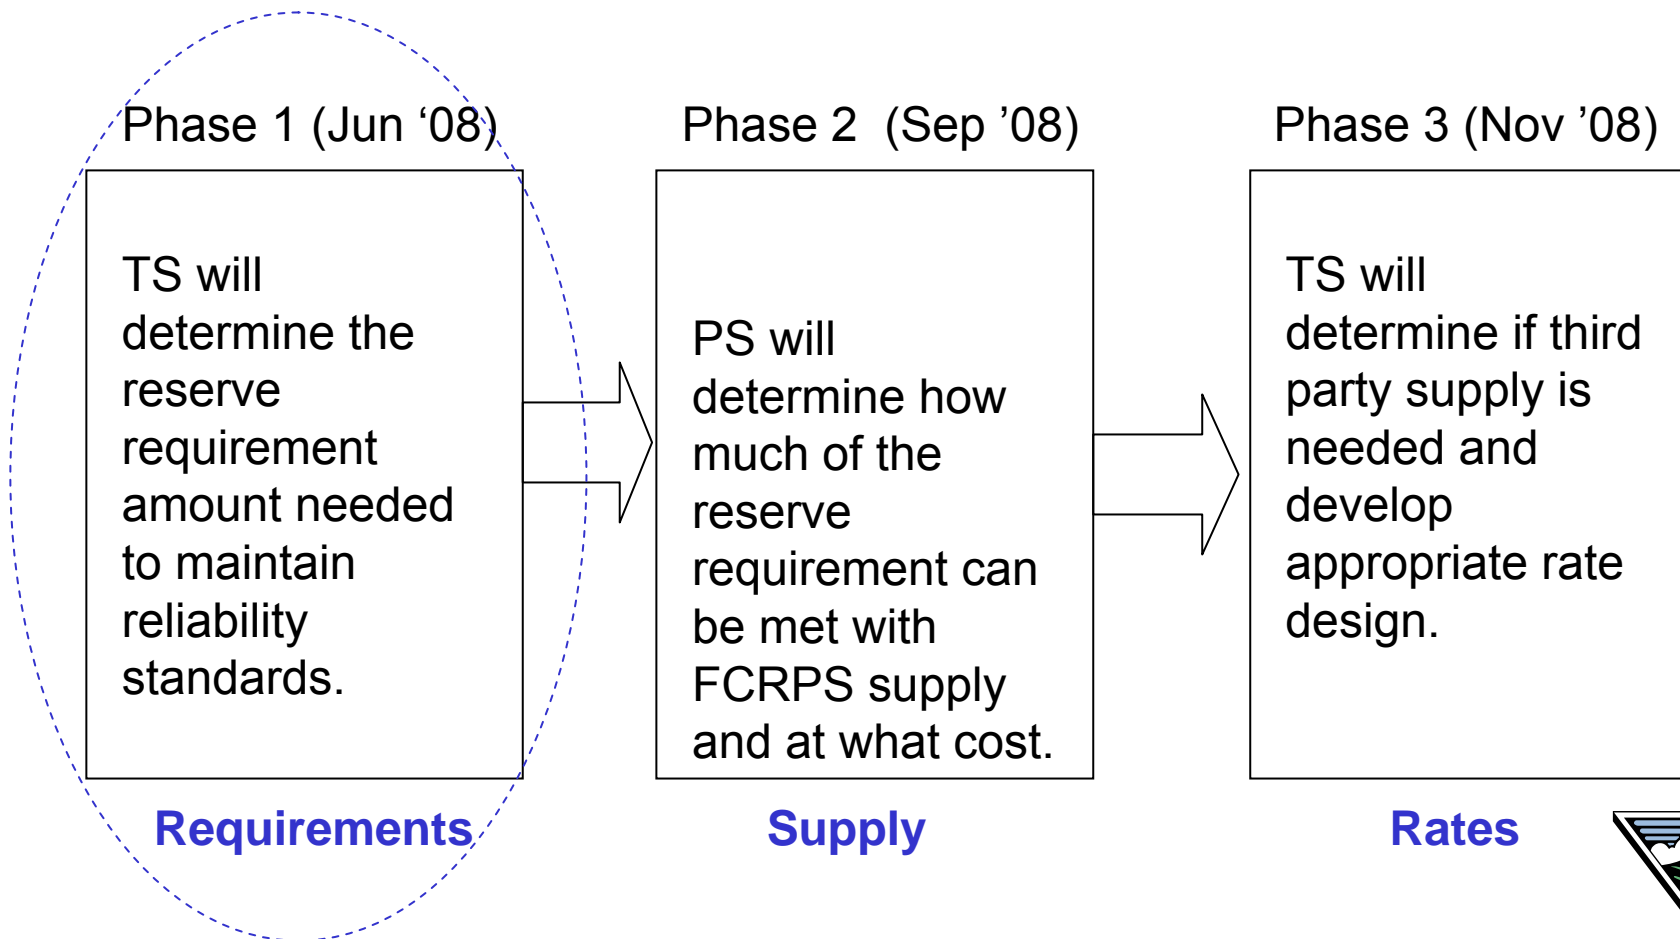 Phase 1 (Jun ‘08)
TS will
determine the
reserve
requirement
amount needed
to maintain
reliability
standards.
Requirements
Phase 2  (Sep ’08)
PS will
determine how
much of the
reserve
requirement can
be met with
FCRPS supply
and at what cost.
Supply
Phase 3 (Nov ’08)
TS will
determine if third
party supply is
needed and
develop
appropriate rate
design.
Rates